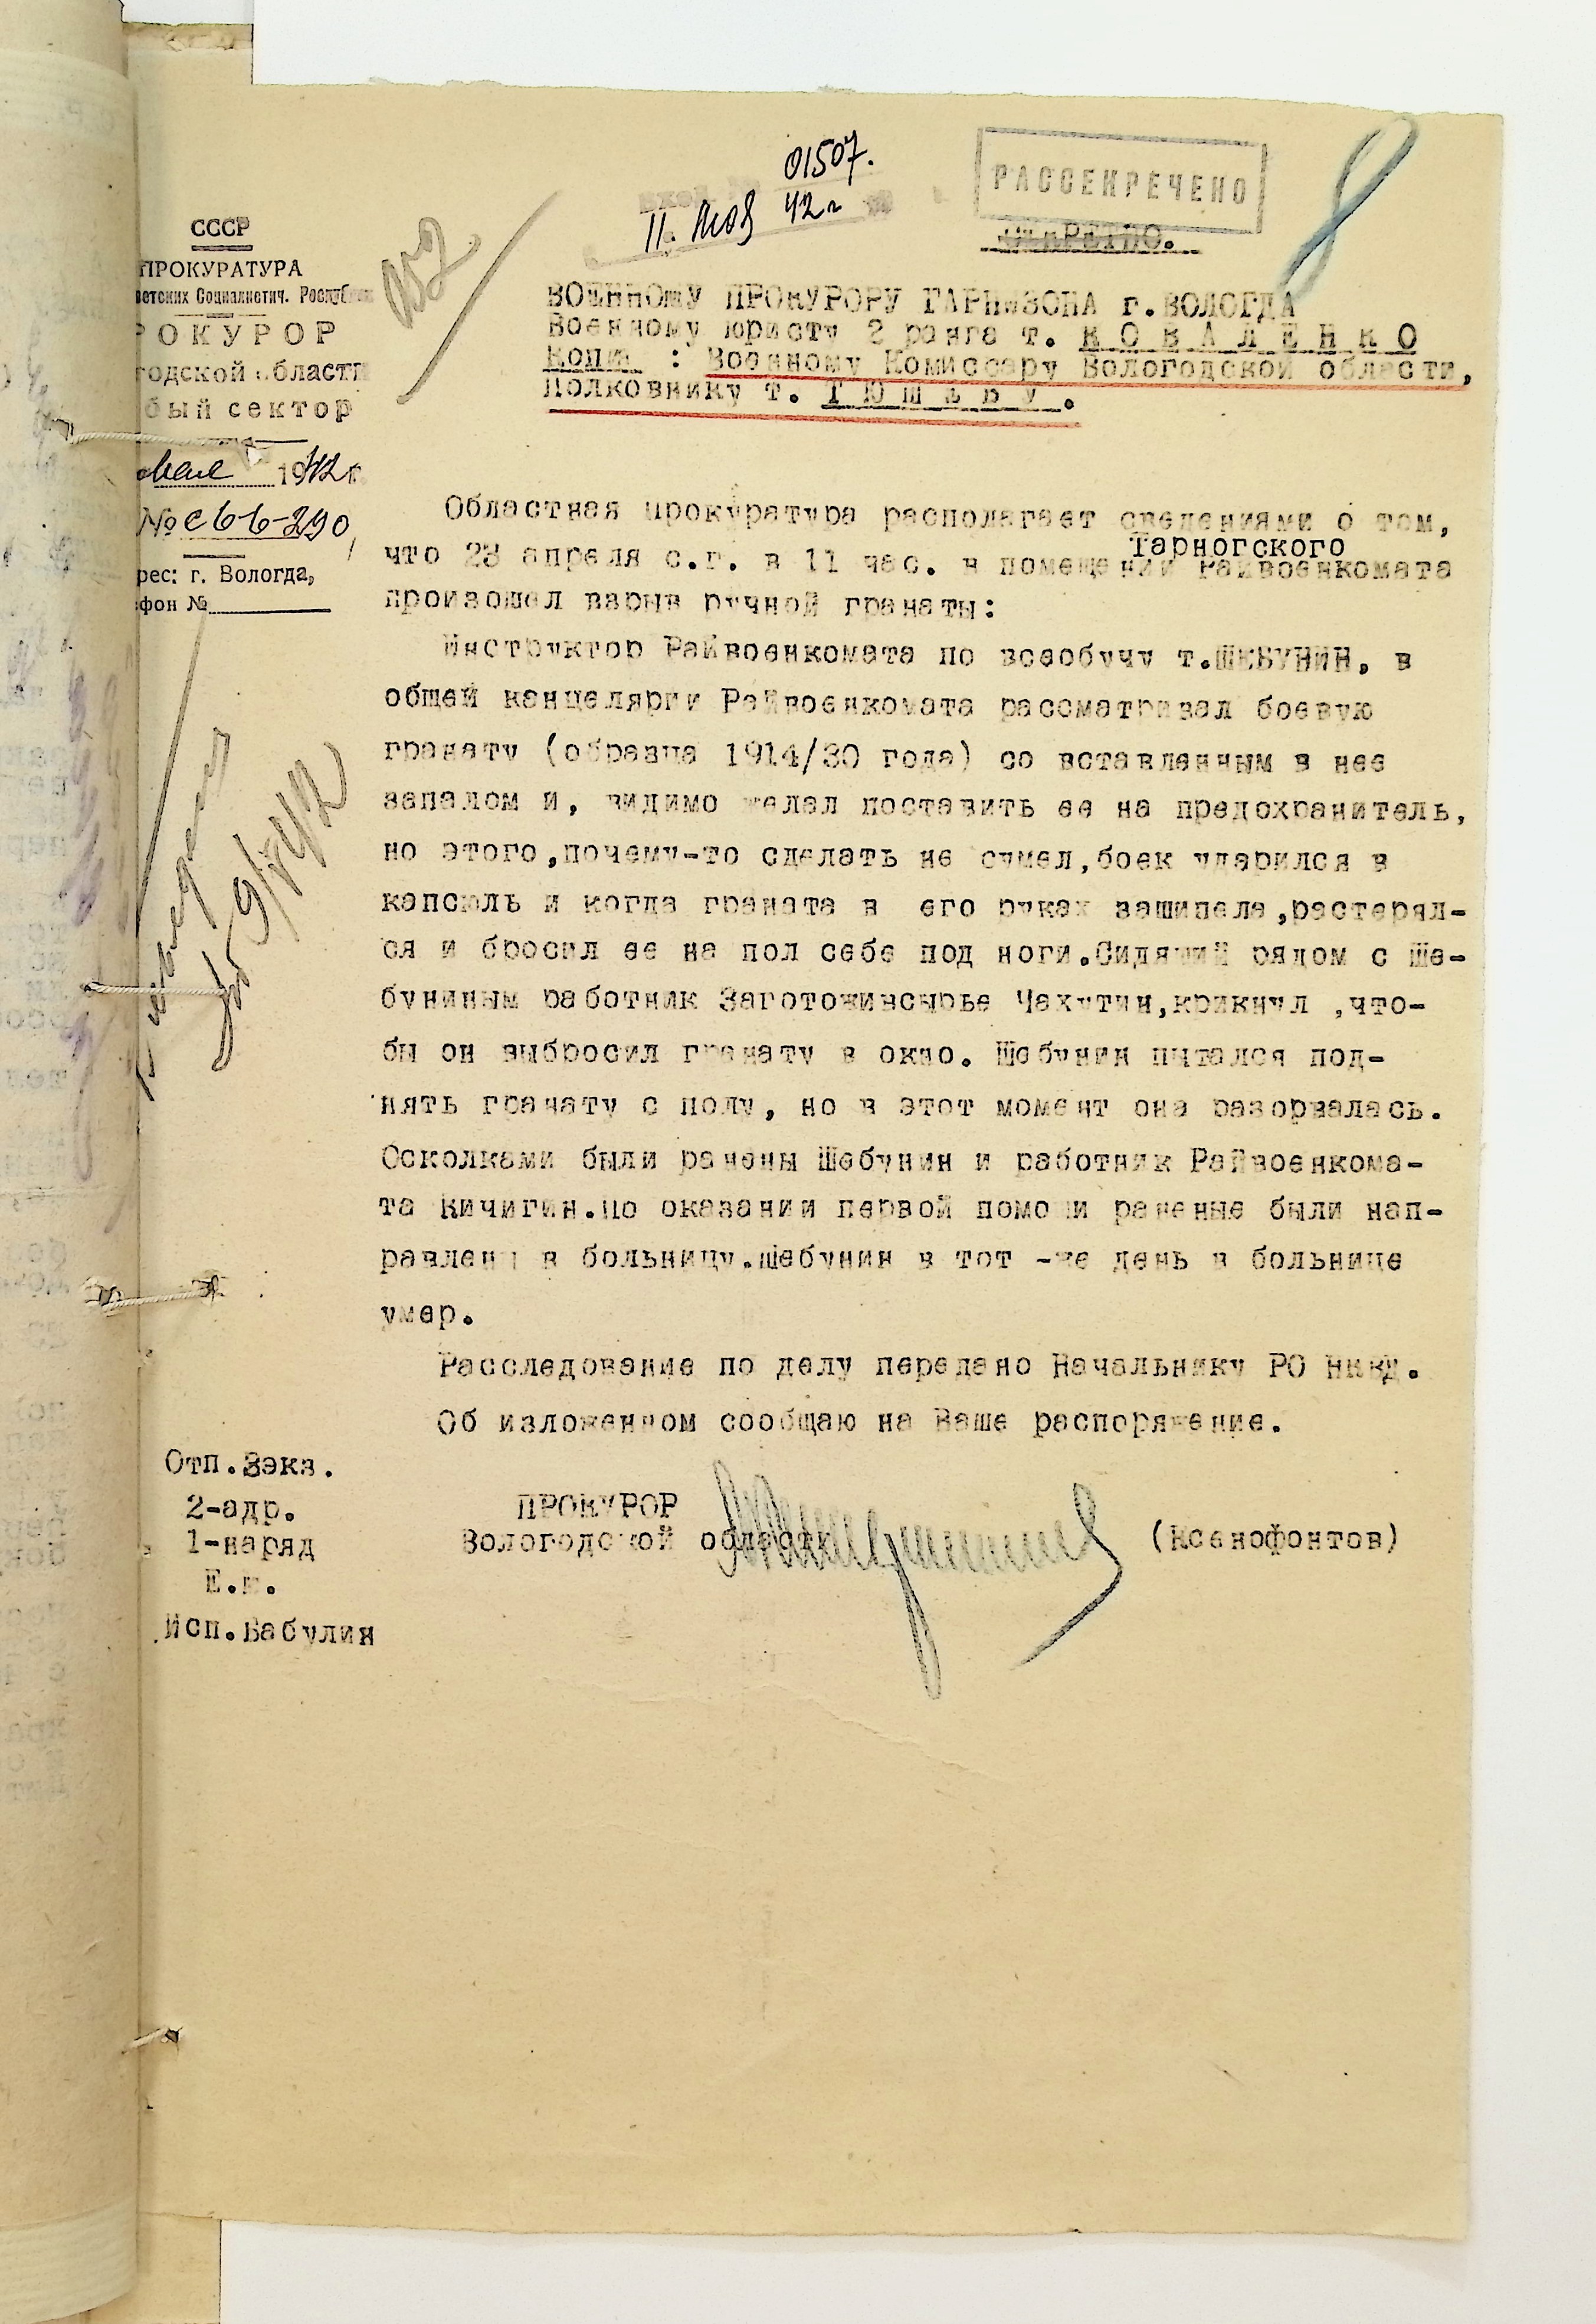 01507.
11. Мая 42 г
РАССЕКРЕЧЕНО
СЕКРЕТНО.
СССР
ПРОКУРАТУРА
ветских Социалистич. Республ
РОКУРОР
годской области
бый сектор
мая 1942 г.
№ с 66-290
рес: г. Вологда,
фон №
ВОЕННОМУ ПРОКУРОРУ ГАРНИЗОНА г.ВОЛОГДА
Военному юристу 2 ранга т. К О В А Л Е Н К О
Копия : Военному Комиссару Вологодской области,
Полковнику т. Т Ю Ш Е В У .
Областная прокуратура располагает сведениями о том,
Тарногского
что 28 апреля с.г. в 11 час. в помещении Райвоенкомата
произошел взрыв ручной гранаты:
Инструктор Райвоенкомата по всеобучу т.ШЕБУНИН, в
общей канцелярии Райвоенкомата рассматривал боевую
гранату (образца 1914/30 года) со вставленным в нее
запалом и, видимо желал поставить ее на предохранитель,
но этого,почему-то сделать не сумел,боек ударился в
капсюль и когда граната в его руках зашипела,растерял-
ся и бросил ее на пол себе под ноги.Сидящий рядом с Ше-
буниным работник Заготоживсырье Чахутин,крикнул ,что-
бы он выбросил гранату в окно. Шебунин пытался под-
нять гранату с полу, но в этот момент она разорвалась.
Осколками были ранены Шебунин и работник Райвоенкома-
та Кичигин.По оказании первой помощи раненые были нап-
равлены в больницу.Шебунин в тот -же день в больнице
умер.
Расследование по делу передано Начальнику РО НКВД.
Об изложенном сообщаю на Ваше распоряжение.
Отп.3экз.
2-адр.
1-наряд
Исп.Бабулин
ПРОКУРОР
Вологодской области (Ксенофонтов)